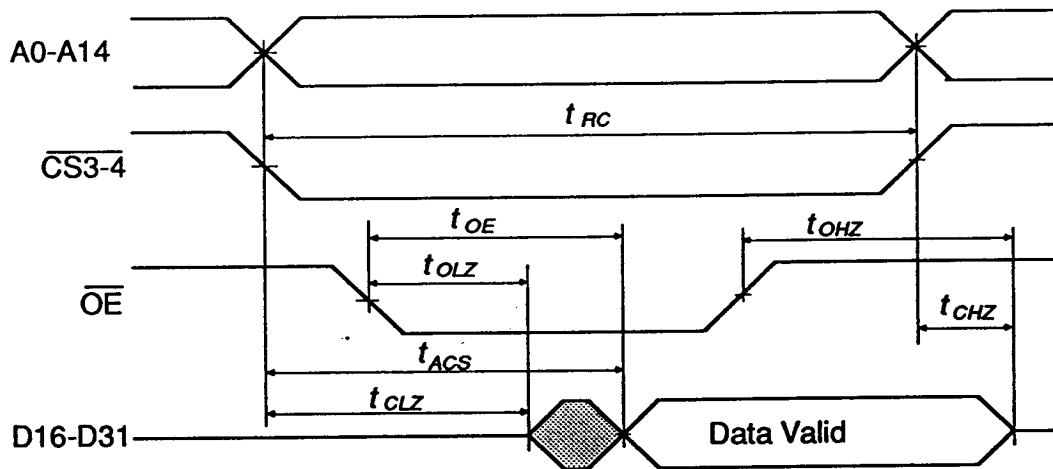 A0-A14
t RC
CS3-4
t OE
t OHZ
t OLZ
OE
t CHZ
t ACS
t CLZ
D16-D31
Data Valid